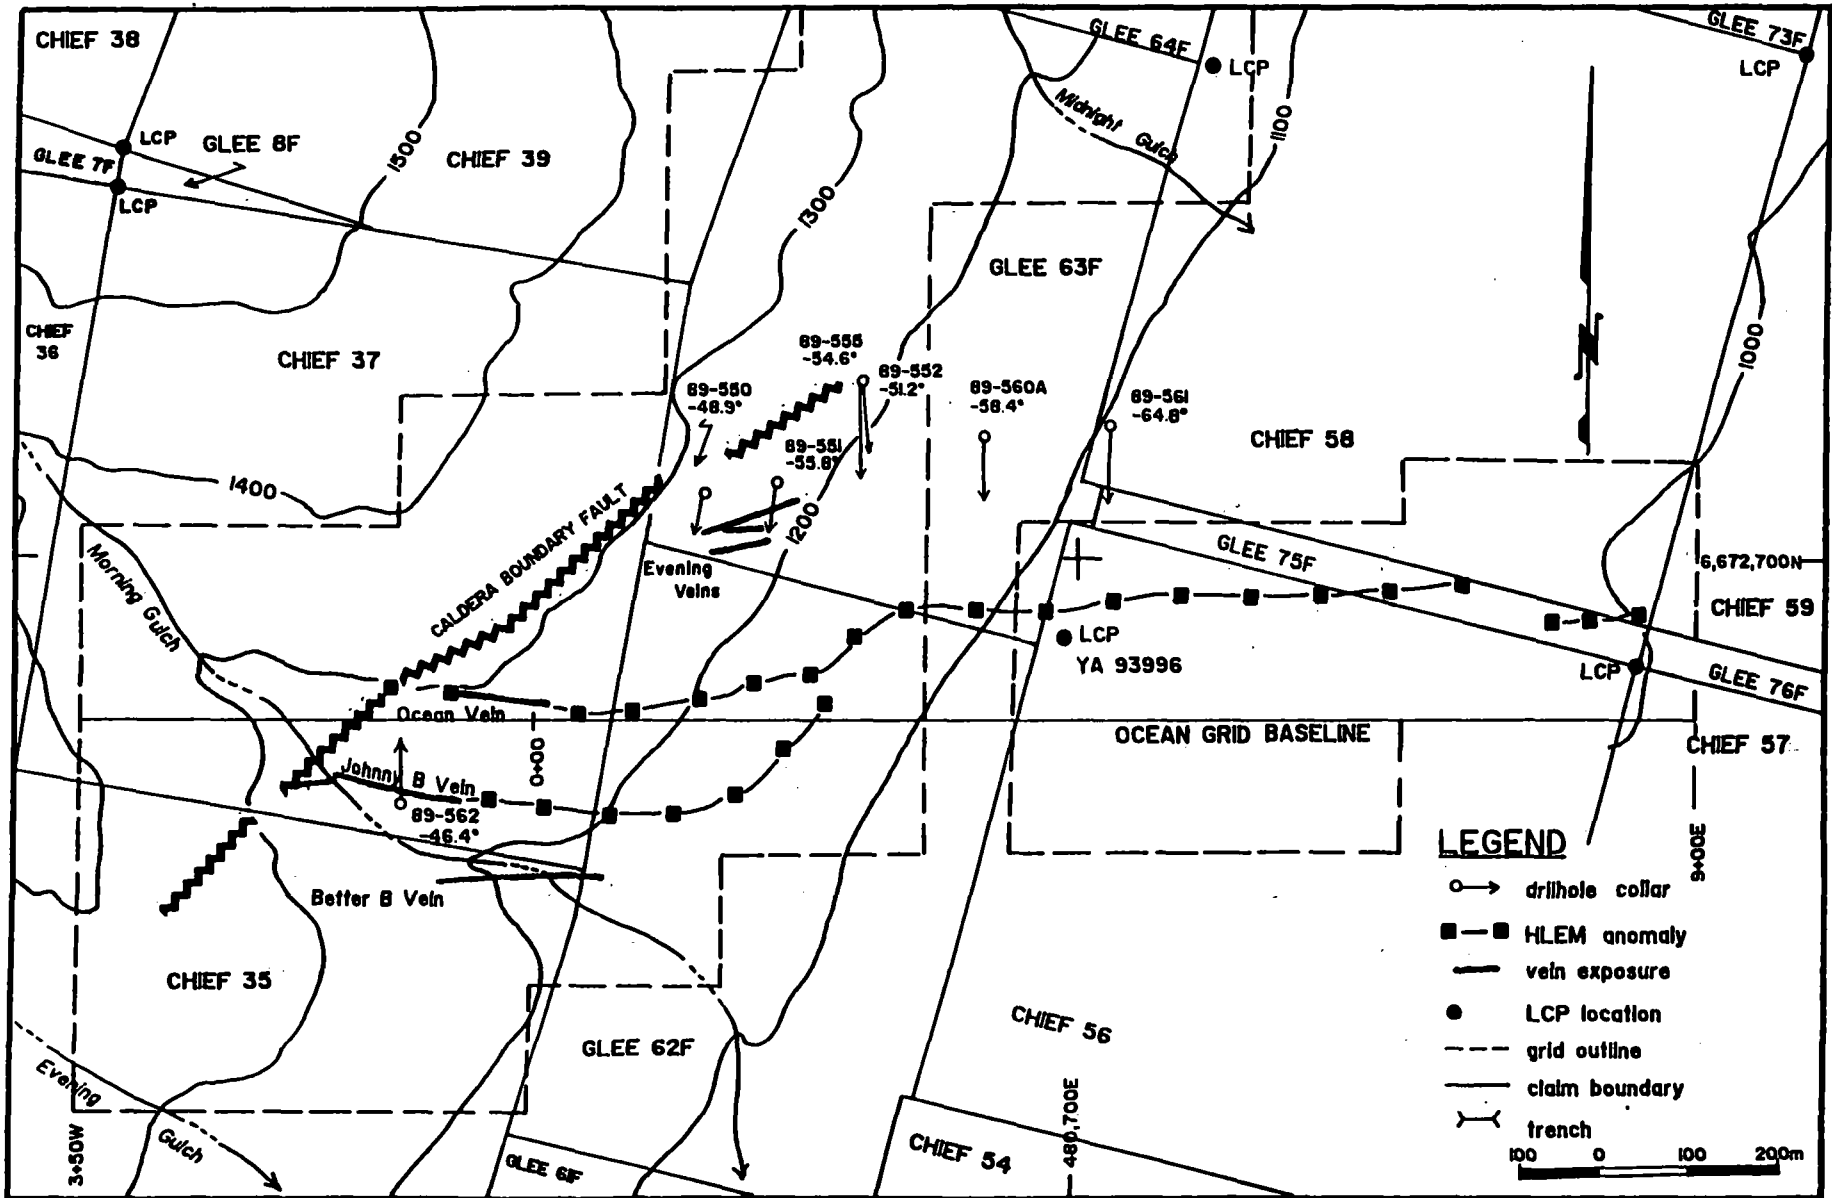 CHIEF 38
GLEE 64F
GLEE 73F
LCP
LCP
Midnight Gulch
1100
LCP
GLEE 8F
1500
CHIEF 39
GLEE 7F
LCP
1300
GLEE 63F
CHIEF
36
CHIEF 37
89-555
-54.6°
89-552
-51.2°
89-550
-48.9°
89-560A
-58.4°
89-561
-64.8°
1000
CHIEF 58
89-551
-55.8°
1400
1200
CALDERA BOUNDARY FAULT
Morning Gulch
Evening
Veins
GLEE 75F
6,672,700N
CHIEF 59
LCP
YA 93996
LCP
GLEE 76F
Ocean Vein
0+00
OCEAN GRID BASELINE
CHIEF 57
Johnny B Vein
89-562
-46.4°
9+00E
Better B Vein
CHIEF 35
GLEE 62F
CHIEF 56
Evening
Gulch
3+50W
GLEE 61F
CHIEF 54
480,700E
LEGEND
drillhole collar
HLEM anomaly
vein exposure
LCP location
grid outline
claim boundary
trench
100 0 100 200m